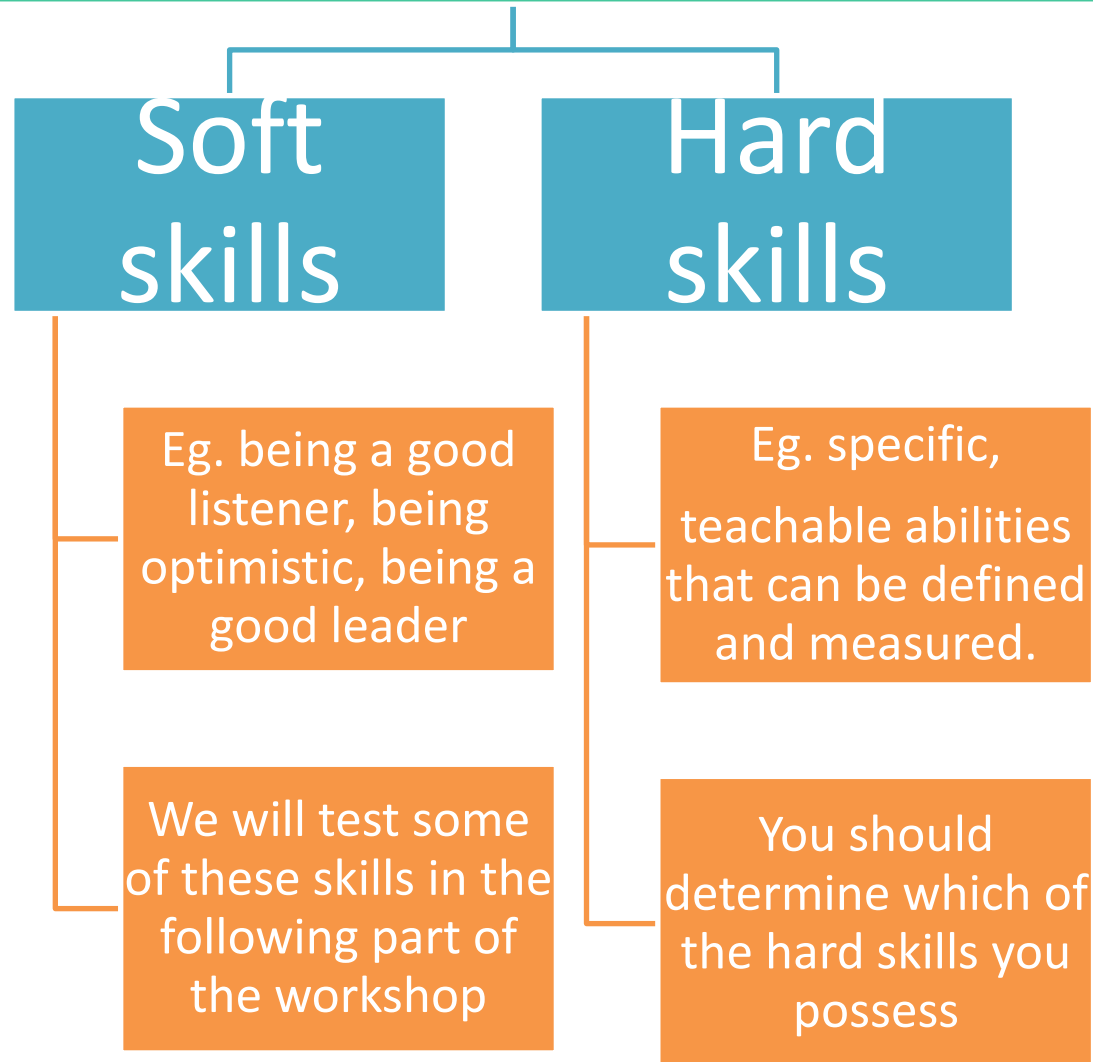 Soft
skills
Eg. being a good
listener, being
optimistic, being a
good leader
We will test some
of these skills in the
following part of
the workshop
Hard
skills
Eg. specific,
teachable abilities
that can be defined
and measured.
You should
determine which of
the hard skills you
possess